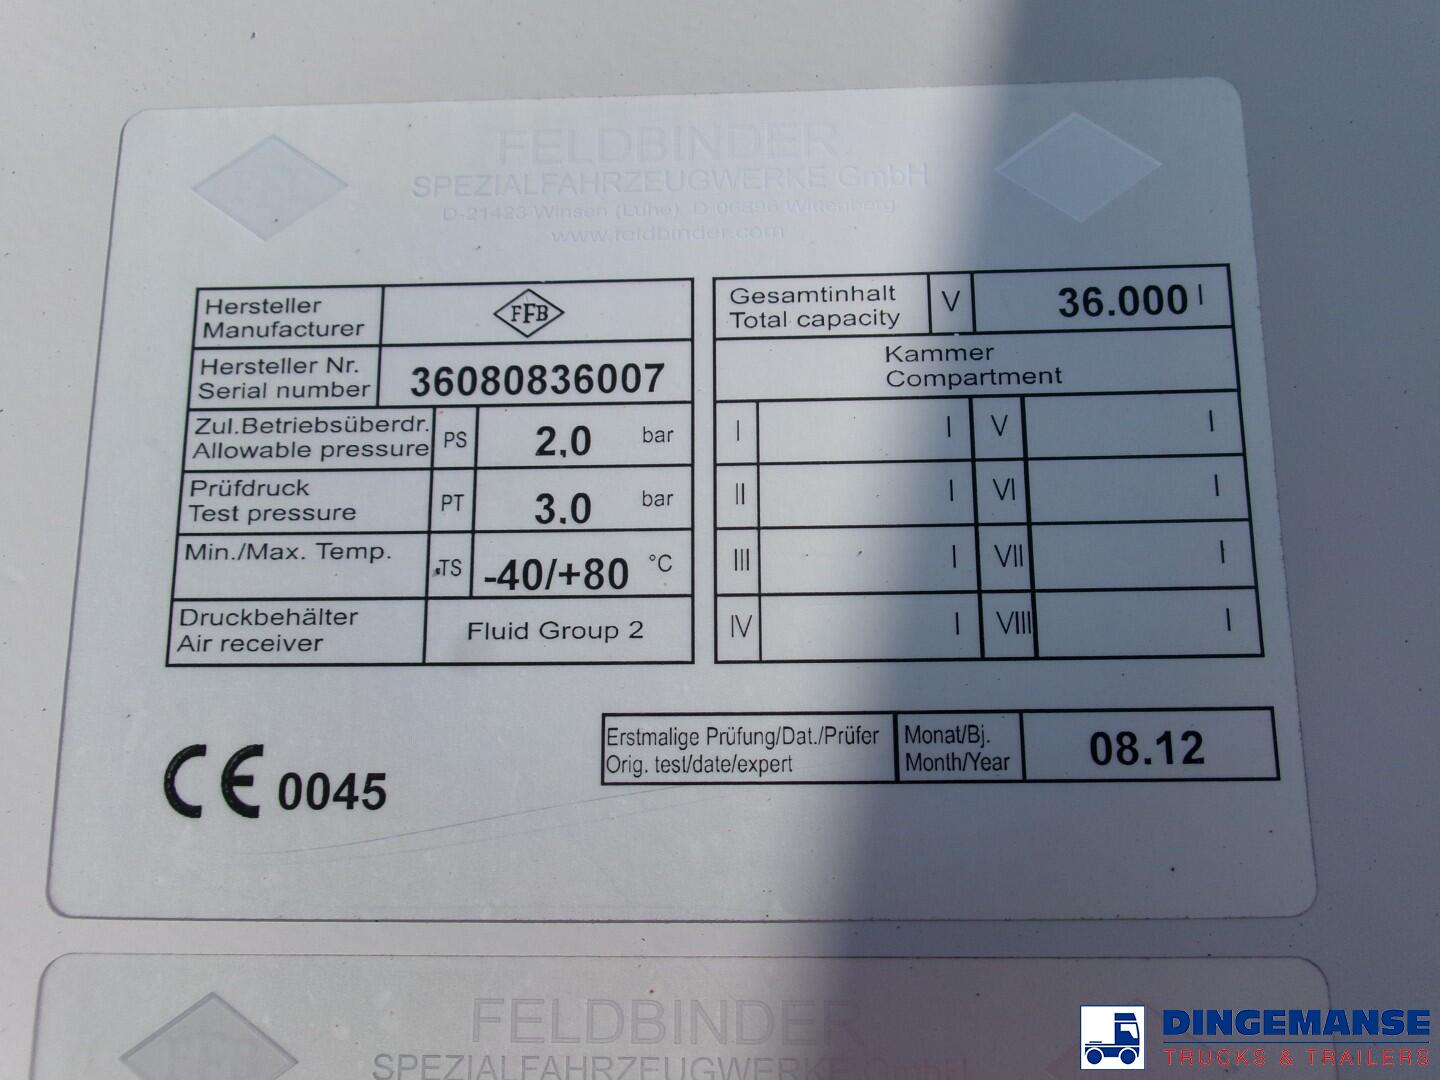 FELDBINDER
SPEZIALFAHRZEUGWERKE GmbH
D-21423 Winsen (Luhe) D-06896 Wittenberg
www.feldbinder.com
FFB
Hersteller
Manufacturer
FFB
Hersteller Nr.
Serial number
36080836007
Zul.Betriebsüberdr.
Allowable pressure
PS
2,0 bar
Prüfdruck
Test pressure
PT
3,0 bar
Min./Max. Temp.
TS
-40/+80 °C
Druckbehälter
Air receiver
Fluid Group 2
Gesamtinhalt
Total capacity
V
36.000 l
Kammer
Compartment
I l V l
II l VI l
III l VII l
IV l VIII l
CE 0045
Erstmalige Prüfung/Dat./Prüfer
Orig. test/date/expert
Monat/Bj.
Month/Year
08.12
FELDBINDER
SPEZIALFAHRZEUGWERKE GmbH
DINGEMANSE
TRUCKS & TRAILERS